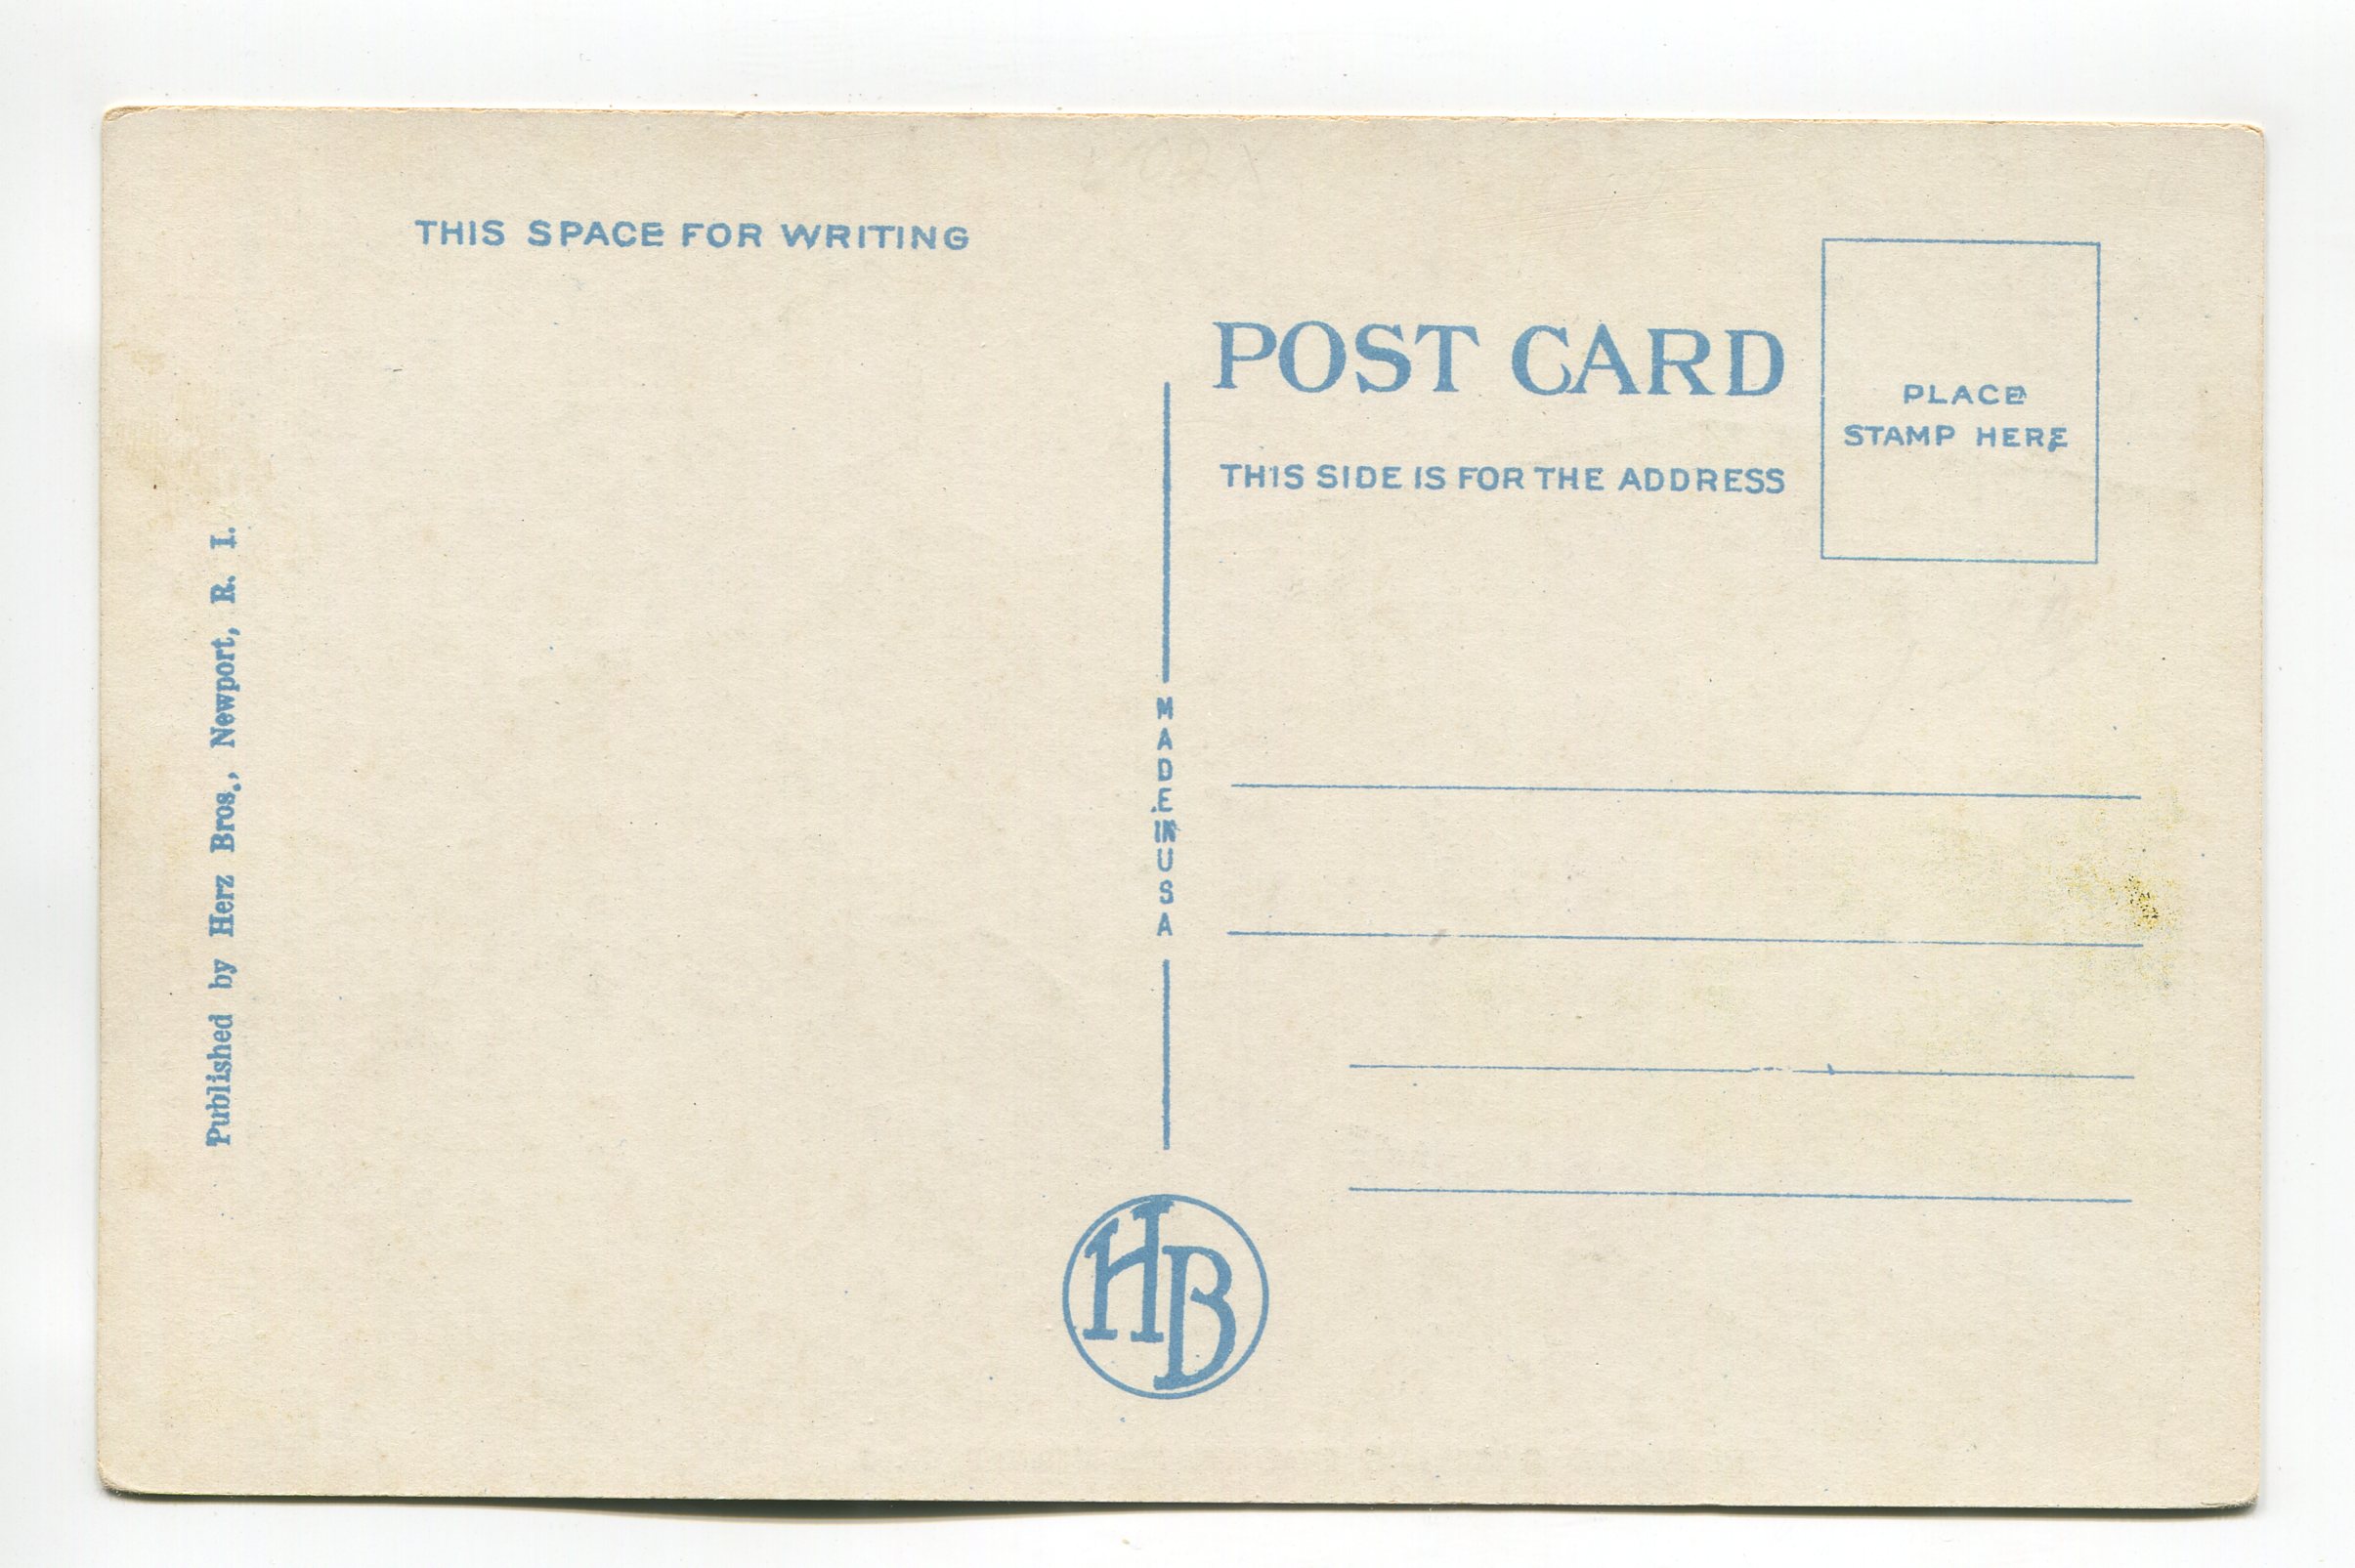 THIS SPACE FOR WRITING
POST CARD
THIS SIDE IS FOR THE ADDRESS
PLACE
STAMP HERE
Published by Herz Bros., Newport, R. I.
MADE IN USA
HB